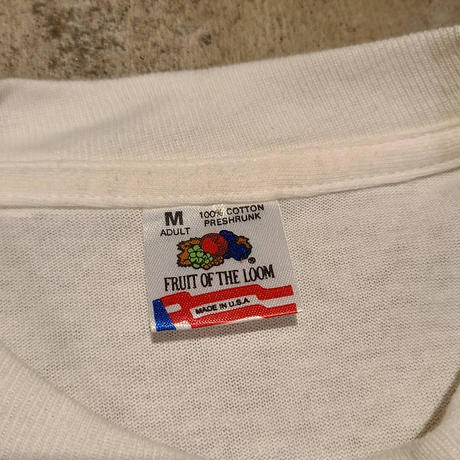 M 100% COTTON
ADULT PRESHRUNK
®
FRUIT OF THE LOOM
MADE IN U.S.A